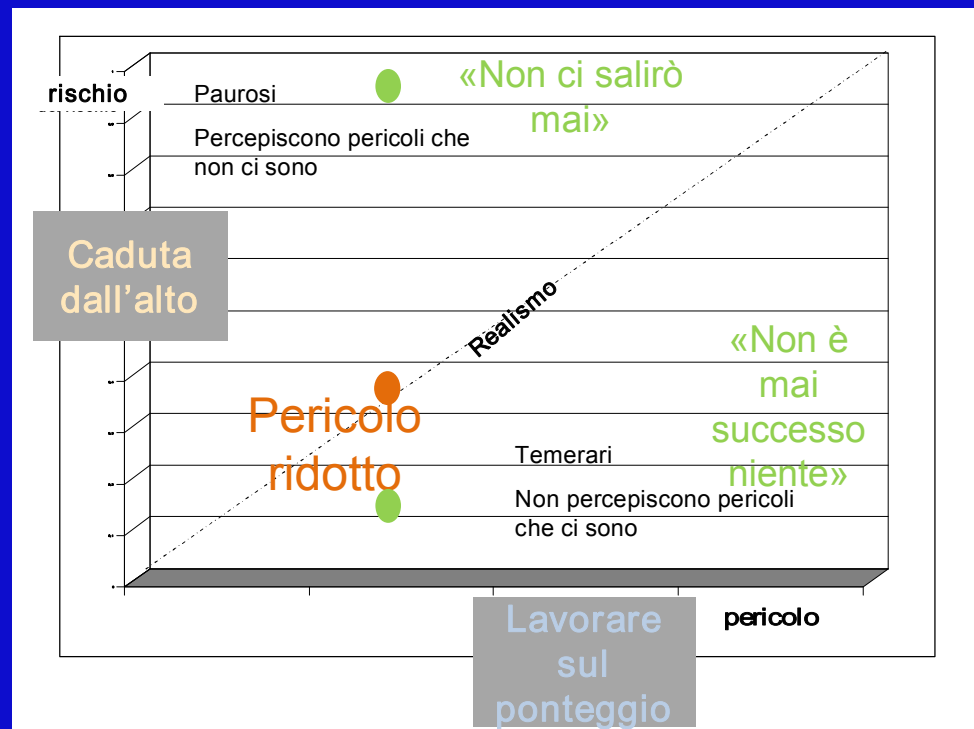 rischio
Paurosi
Percepiscono pericoli che
non ci sono
«Non ci salirò
mai»
Caduta
dall’alto
Realismo
Pericolo
ridotto
«Non è
mai
successo
niente»
Temerari
Non percepiscono pericoli
che ci sono
Lavorare
sul
ponteggio
pericolo